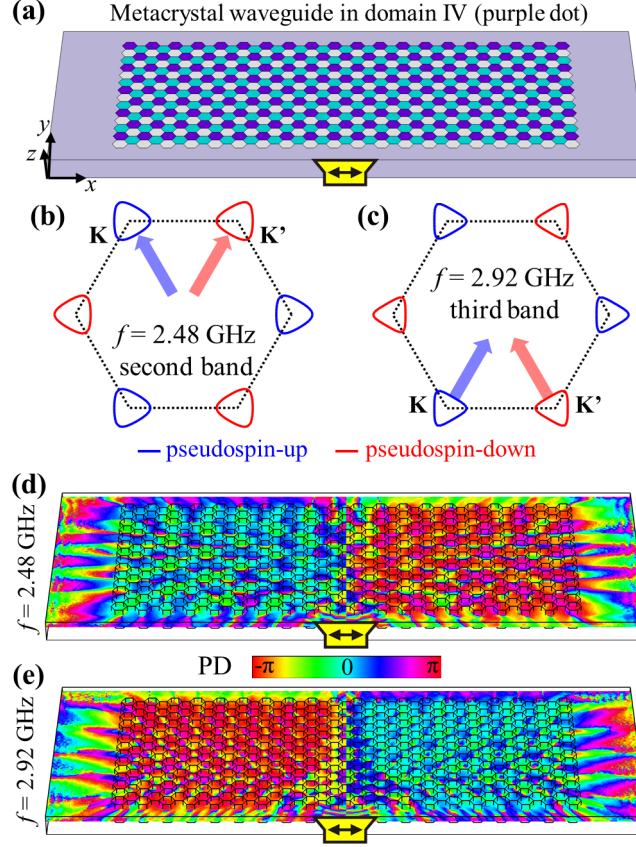 (a) Metacrystal waveguide in domain IV (purple dot)
y
z
x
(b) (c)
K K'
f = 2.48 GHz
second band
f = 2.92 GHz
third band
K K'
pseudospin-up pseudospin-down
(d)
f = 2.48 GHz
PD -π 0 π
(e)
f = 2.92 GHz